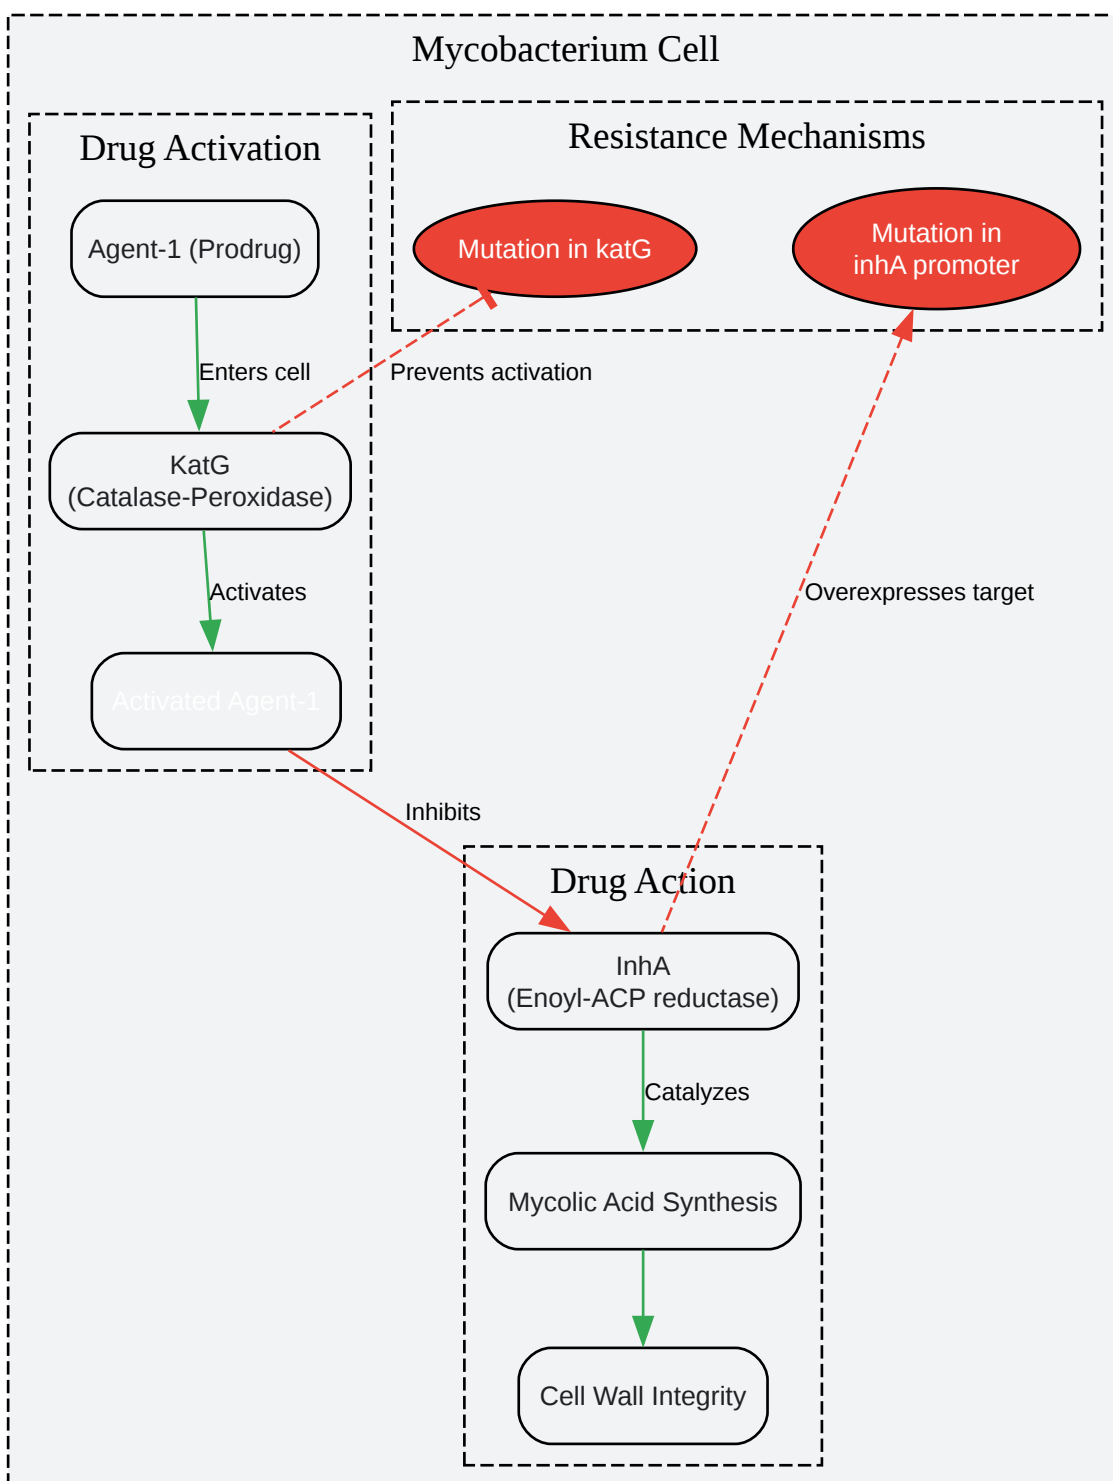 Mycobacterium Cell
Drug Activation
Resistance Mechanisms
Agent-1 (Prodrug)
Mutation in katG
Mutation in
inhA promoter
Enters cell
Prevents activation
KatG
(Catalase-Peroxidase)
Activates
Overexpresses target
Activated Agent-1
Inhibits
Drug Action
InhA
(Enoyl-ACP reductase)
Catalyzes
Mycolic Acid Synthesis
Cell Wall Integrity